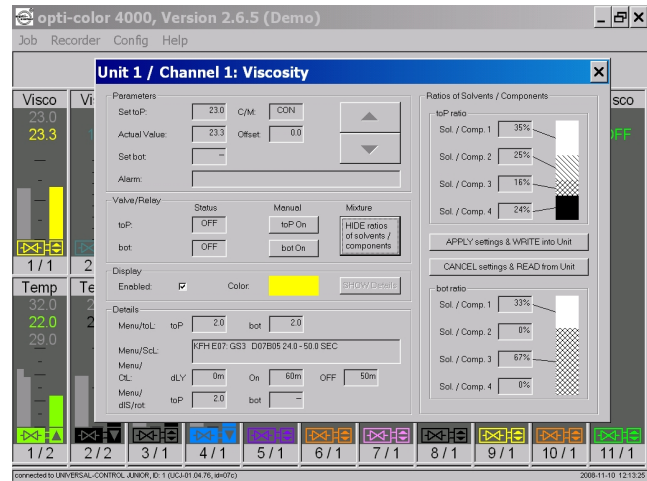 opti-color 4000, Version 2.6.5 (Demo)
Job Recorder Config Help
Unit 1 / Channel 1: Viscosity
Visco
23.0
23.3
1 / 1
Temp
32.0
22.0
29.0
1 / 2
Parameters
Set toP: 23.0 C/M: CON
Actual Value: 23.3 Offset: 0.0
Set bot: –
Alarm:
Valve/Relay
Status Manual Mixture
toP: OFF toP On
bot: OFF bot On
HIDE ratios
of solvents /
components
Display
Enabled: Color: SHOW Details
Details
Menu/toL: toP 2.0 bot 2.0
Menu/ScL: KFH E07: GS3 D07B05 24.0 - 50.0 SEC
Menu/
CtL: dLY 0m On 60m OFF 50m
Menu/
dIS/rot toP 2.0 bot –
Ratios of Solvents / Components
toP ratio
Sol. / Comp. 1 35%
Sol. / Comp. 2 25%
Sol. / Comp. 3 16%
Sol. / Comp. 4 24%
APPLY settings & WRITE into Unit
CANCEL settings & READ from Unit
bot ratio
Sol. / Comp. 1 33%
Sol. / Comp. 2 0%
Sol. / Comp. 3 67%
Sol. / Comp. 4 0%
sco
FF
2 / 2 3 / 1 4 / 1 5 / 1 6 / 1 7 / 1 8 / 1 9 / 1 10 / 1 11 / 1
connected to UNIVERSAL-CONTROL JUNIOR, ID: 1 (UCJ-01.04.76, id=07c)
2008-11-10 12:13:25